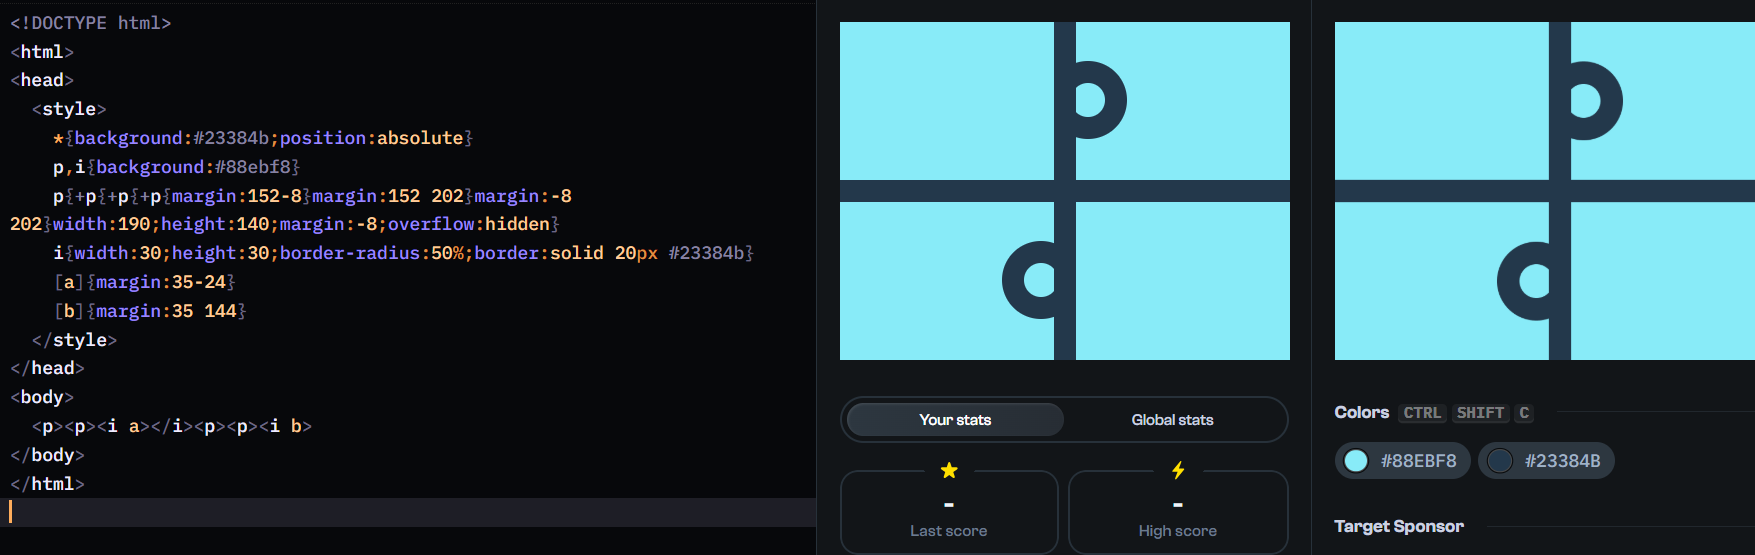 <!DOCTYPE html>
<html>
<head>
  <style>
    *{background:#23384b;position:absolute}
    p,i{background:#88ebf8}
    p{+p{+p{+p{margin:152-8}margin:152 202}margin:-8
202}width:190;height:140;margin:-8;overflow:hidden}
    i{width:30;height:30;border-radius:50%;border:solid 20px #23384b}
    [a]{margin:35-24}
    [b]{margin:35 144}
  </style>
</head>
<body>
  <p><p><i a></i><p><p><i b>
</body>
</html>
Your stats Global stats
- -
Last score High score
Colors CTRL SHIFT C
#88EBF8 #23384B
Target Sponsor